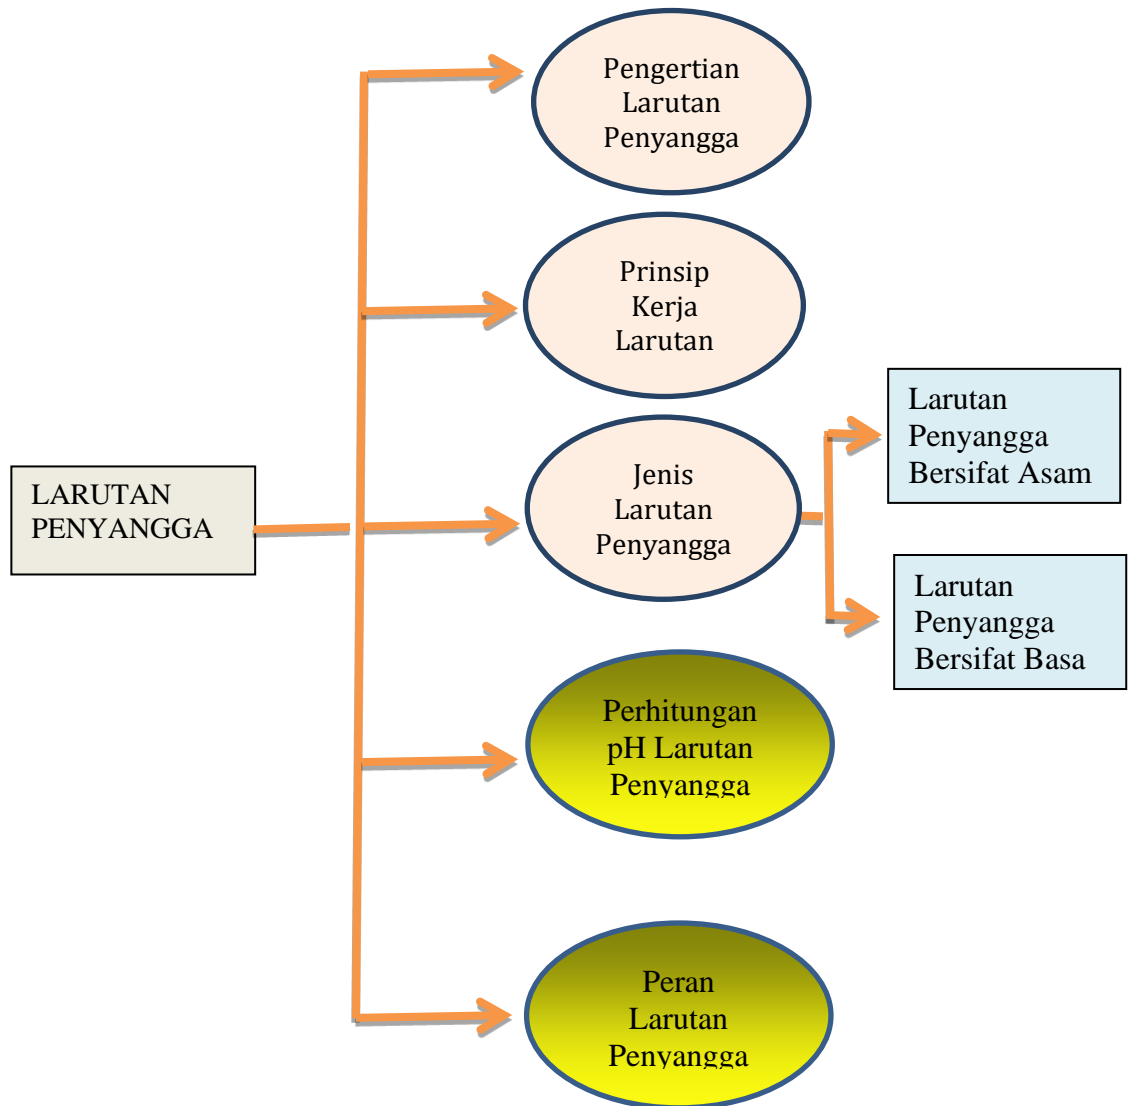 Pengertian
Larutan
Penyangga
Prinsip
Kerja
Larutan
Jenis
Larutan
Penyangga
Larutan
Penyangga
Bersifat Asam
LARUTAN
PENYANGGA
Larutan
Penyangga
Bersifat Basa
Perhitungan
pH Larutan
Penyangga
Peran
Larutan
Penyangga